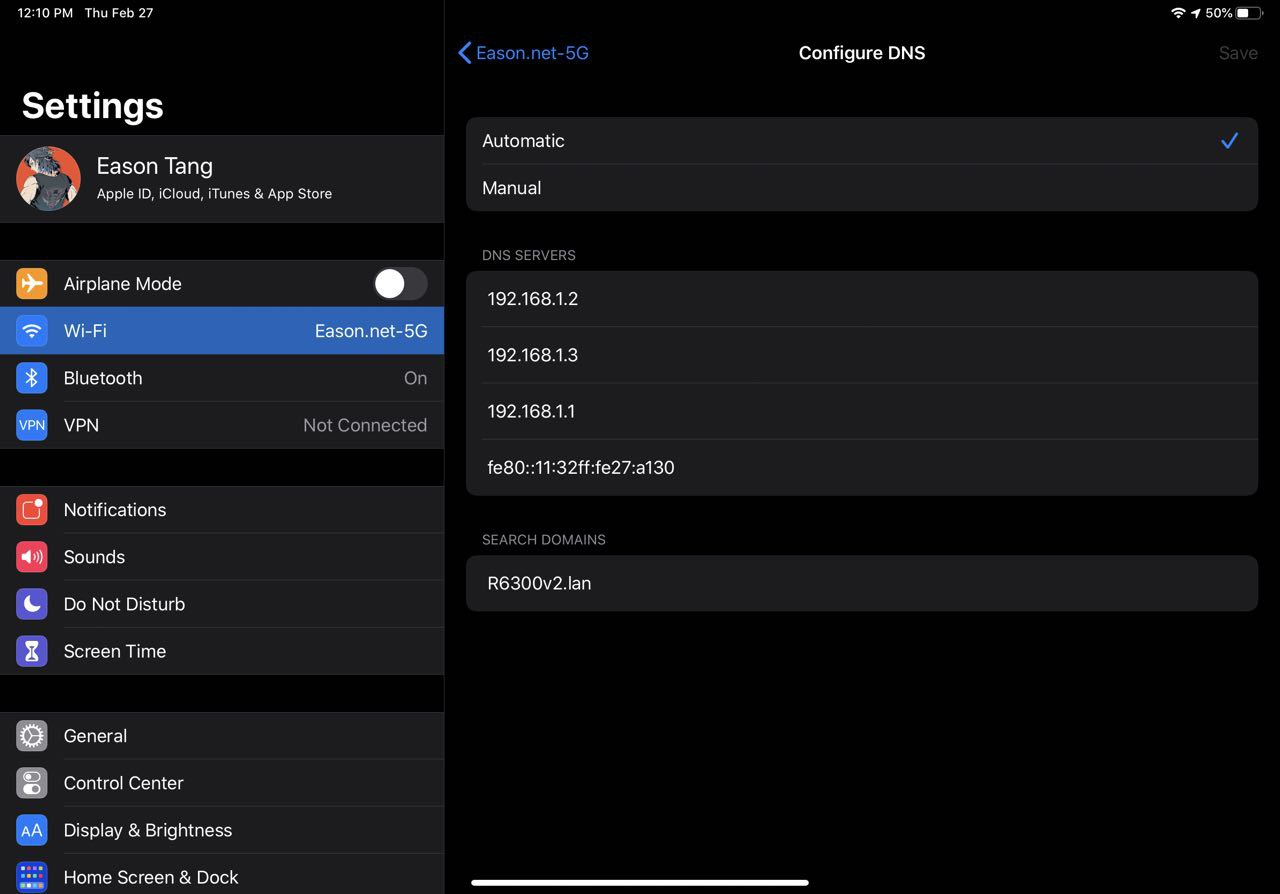 12:10 PM Thu Feb 27
50%
Settings
Eason Tang
Apple ID, iCloud, iTunes & App Store
Airplane Mode
Wi-Fi Eason.net-5G
Bluetooth On
VPN VPN Not Connected
Notifications
Sounds
Do Not Disturb
Screen Time
General
Control Center
AA Display & Brightness
Home Screen & Dock
Eason.net-5G Configure DNS Save
Automatic
Manual
DNS SERVERS
192.168.1.2
192.168.1.3
192.168.1.1
fe80::11:32ff:fe27:a130
SEARCH DOMAINS
R6300v2.lan